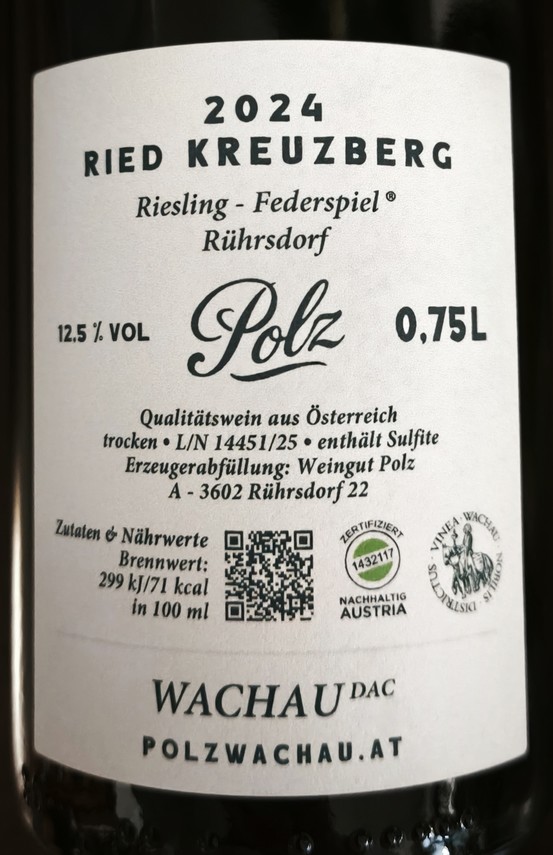 2024
RIED KREUZBERG
Riesling - Federspiel®
Rührsdorf
12.5 % VOL
Polz
0,75L
Qualitätswein aus Österreich
trocken • L/N 14451/25 • enthält Sulfite
Erzeugerabfüllung: Weingut Polz
A - 3602 Rührsdorf 22
Zutaten & Nährwerte
Brennwert:
299 kJ/71 kcal
in 100 ml
ZERTIFIZIERT
1432117
NACHHALTIG
AUSTRIA
VINEA · WACHAU · NOBILIS · DISTRICTUS
WACHAU DAC
POLZWACHAU.AT